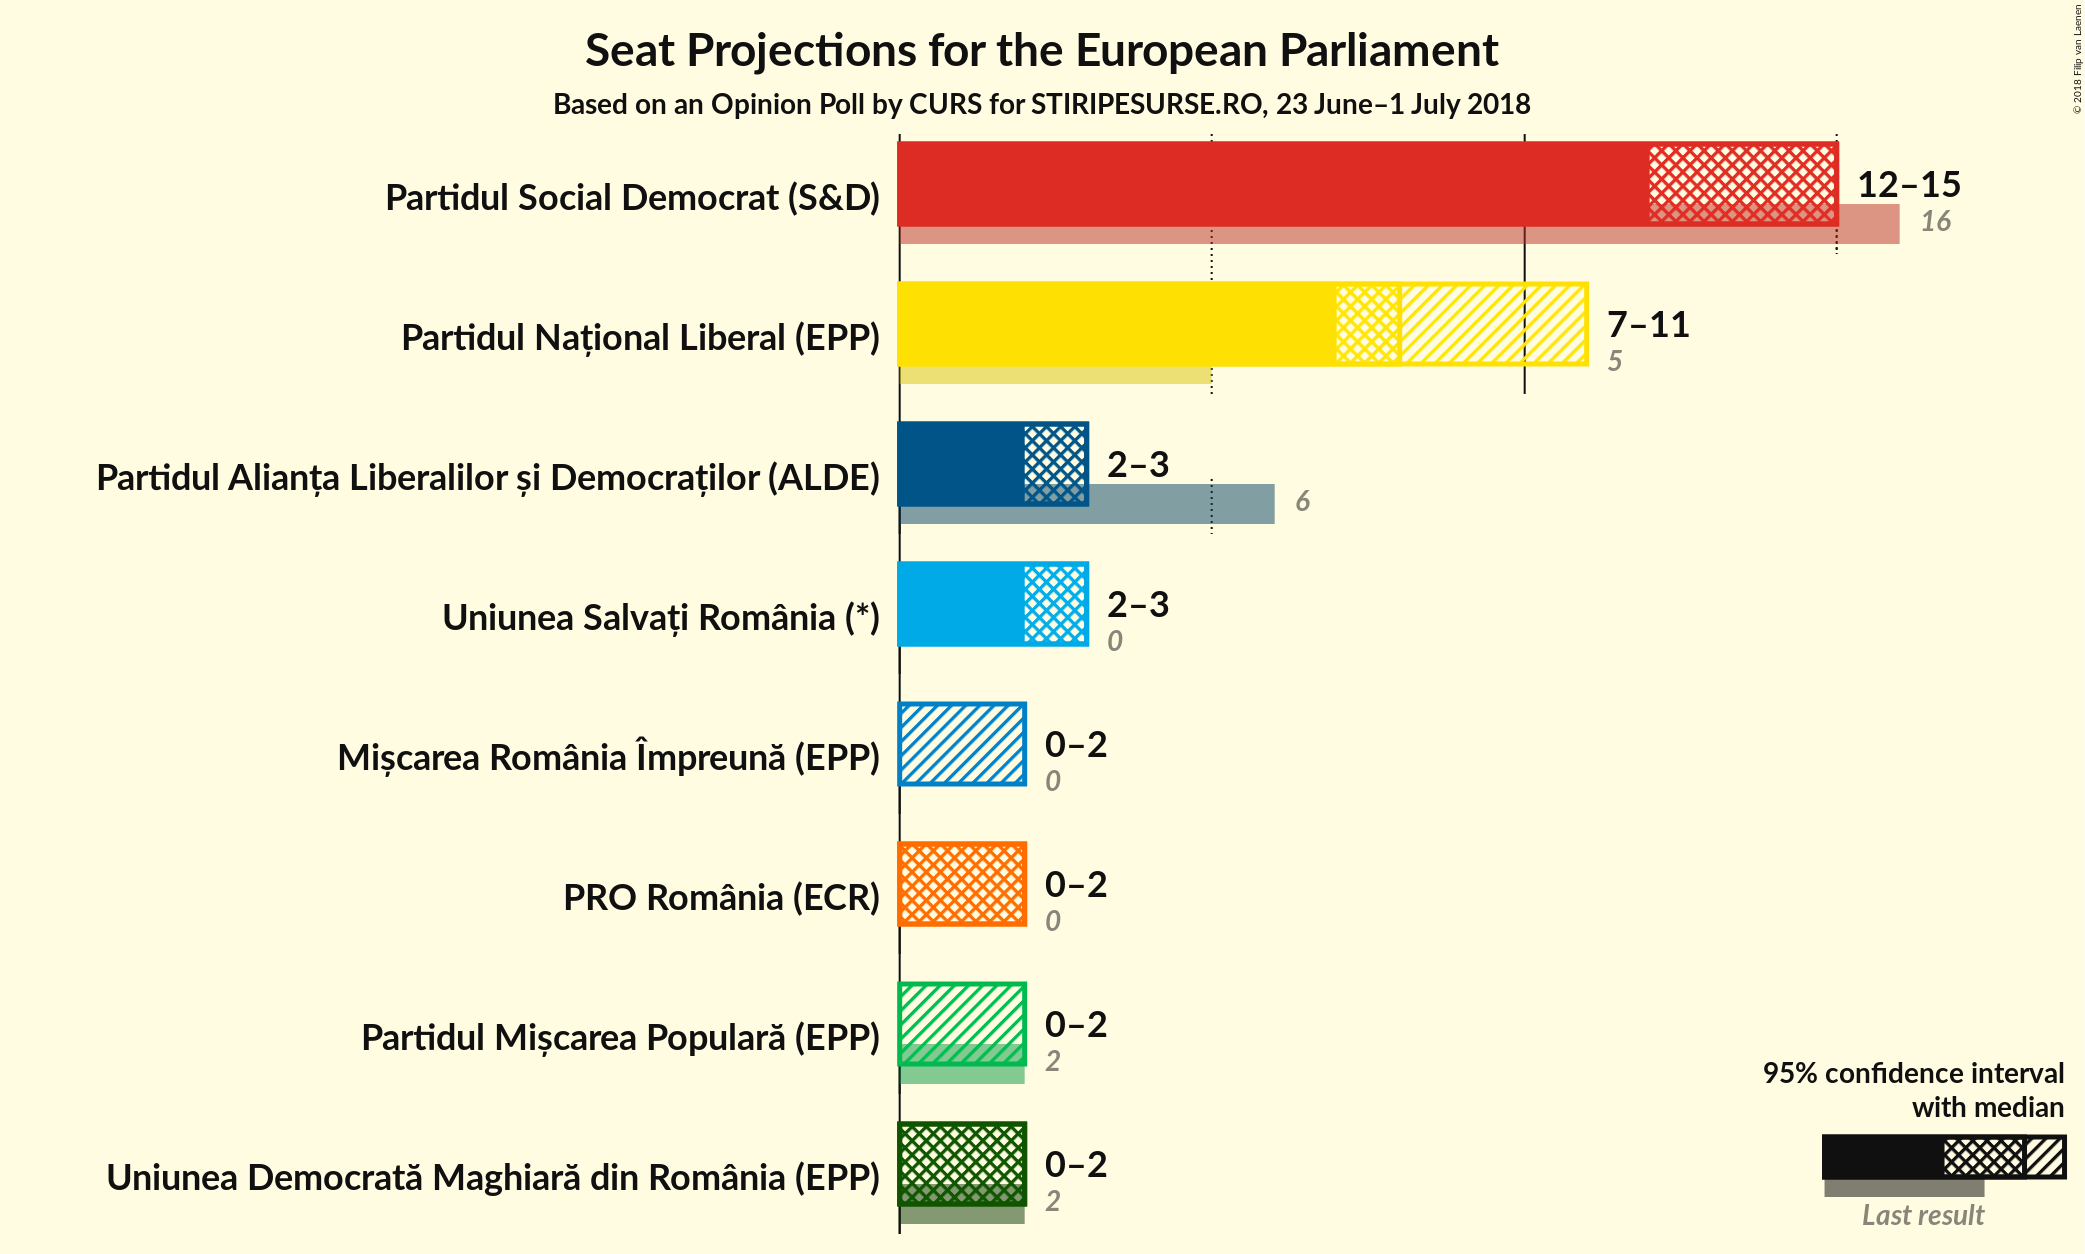 Seat Projections for the European Parliament
Based on an Opinion Poll by CURS for STIRIPESURSE.RO, 23 June–1 July 2018
© 2018 Filip van Laenen
Partidul Social Democrat (S&D)
12–15
16
Partidul Național Liberal (EPP)
7–11
5
Partidul Alianța Liberalilor și Democraților (ALDE)
2–3
6
Uniunea Salvați România (*)
2–3
0
Mișcarea România Împreună (EPP)
0–2
0
PRO România (ECR)
0–2
0
Partidul Mișcarea Populară (EPP)
0–2
2
Uniunea Democrată Maghiară din România (EPP)
0–2
2
95% confidence interval
with median
Last result